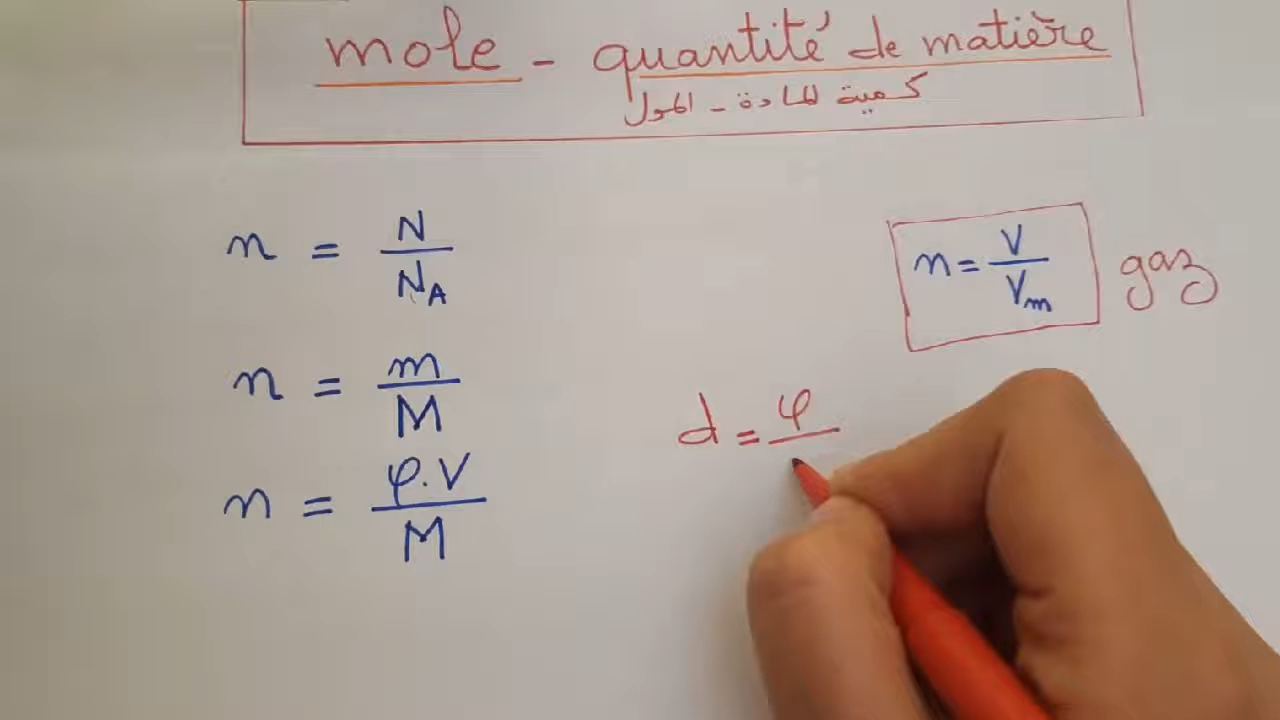 mole - quantité de matière
كمية المادة - المول
n = N / N_A
n = V / V_m gaz
n = m / M
d = φ /
n = φ.V / M